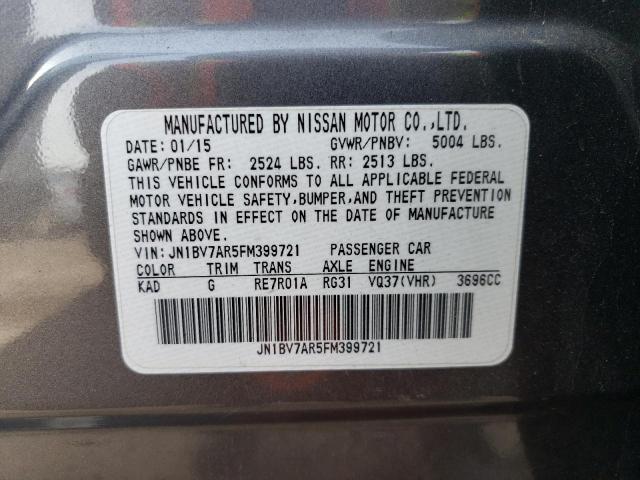 MANUFACTURED BY NISSAN MOTOR CO.,LTD.
DATE: 01/15 GVWR/PNBV: 5004 LBS.
GAWR/PNBE FR: 2524 LBS. RR: 2513 LBS.
THIS VEHICLE CONFORMS TO ALL APPLICABLE FEDERAL
MOTOR VEHICLE SAFETY,BUMPER,AND THEFT PREVENTION
STANDARDS IN EFFECT ON THE DATE OF MANUFACTURE
SHOWN ABOVE.
VIN: JN1BV7AR5FM399721 PASSENGER CAR
COLOR TRIM TRANS AXLE ENGINE
KAD G RE7R01A RG31 VQ37(VHR) 3696CC
JN1BV7AR5FM399721